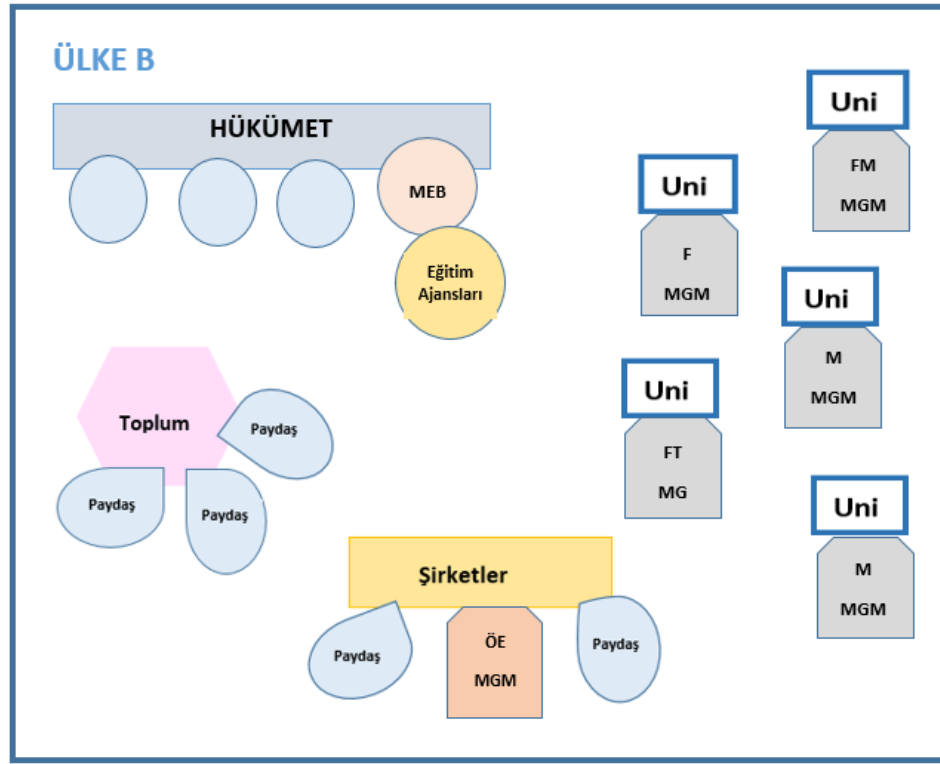 ÜLKE B
HÜKÜMET
MEB
Eğitim
Ajansları
Uni
FM
MGM
Uni
F
MGM
Uni
M
MGM
Uni
FT
MG
Uni
M
MGM
Toplum
Paydaş
Paydaş
Paydaş
Şirketler
Paydaş
ÖE
MGM
Paydaş